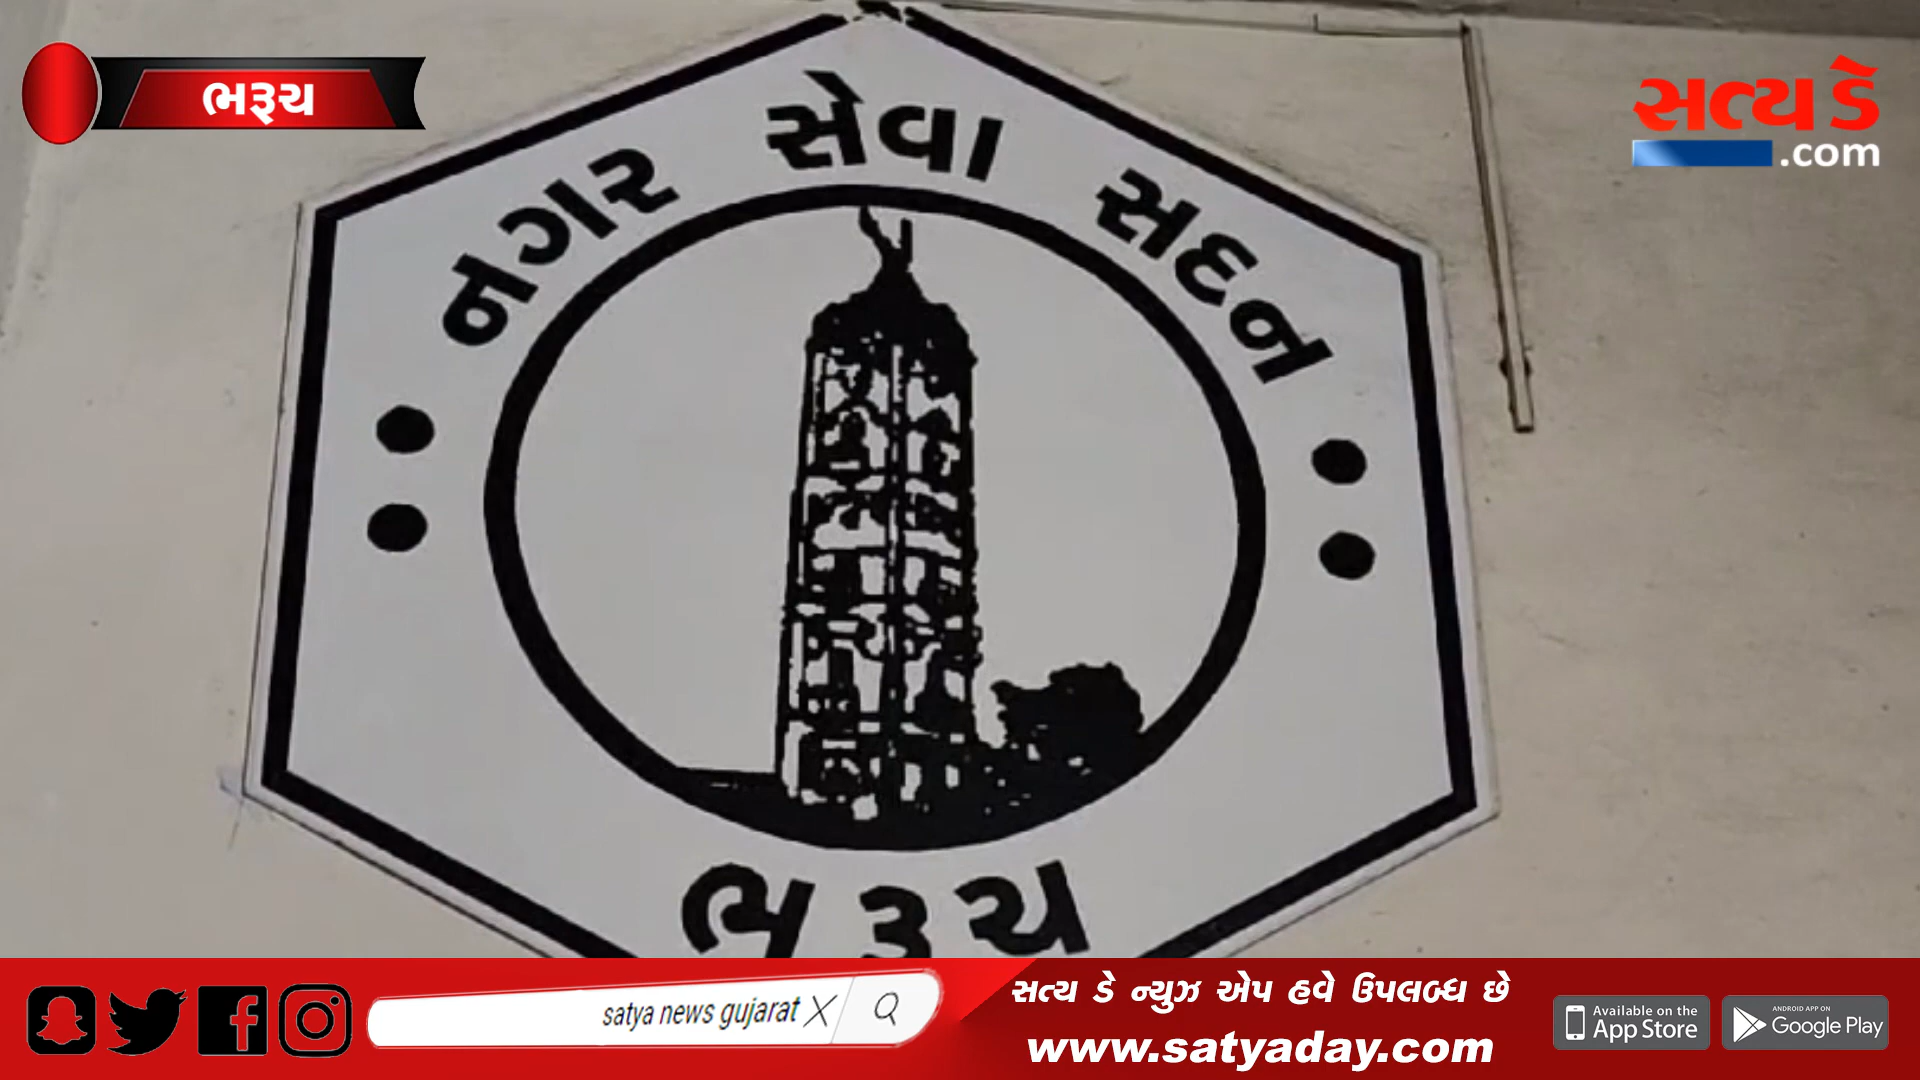 ભરૂચ
સત્ય ડે
.com
નગર સેવા સદન
ભરૂચ
satya news gujarat
સત્ય ડે ન્યુઝ એપ હવે ઉપલબ્ધ છે
www.satyaday.com
Available on the
App Store
ANDROID APP ON
Google Play